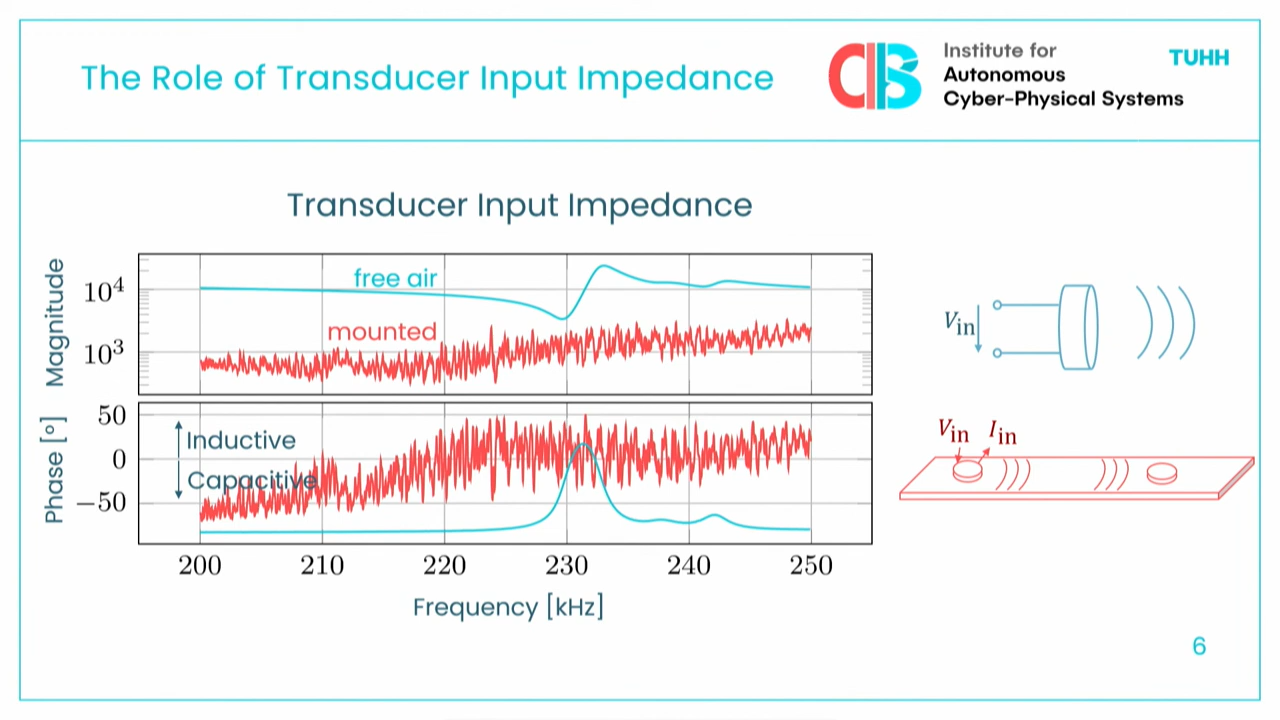 The Role of Transducer Input Impedance
Institute for
Autonomous
Cyber-Physical Systems
TUHH
Transducer Input Impedance
Magnitude
10⁴
10³
free air
mounted
Phase [°]
50
0
−50
Inductive
Capacitive
200 210 220 230 240 250
Frequency [kHz]
Vin
Vin Iin
6